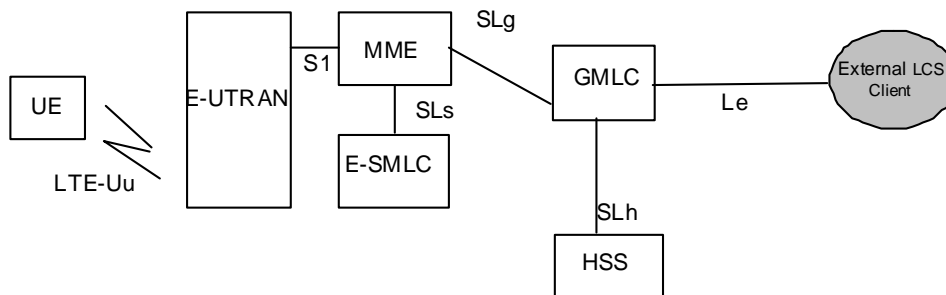 SLg
MME
S1
GMLC
External LCS
Client
E-UTRAN
UE
Le
SLs
E-SMLC
LTE-Uu
SLh
HSS